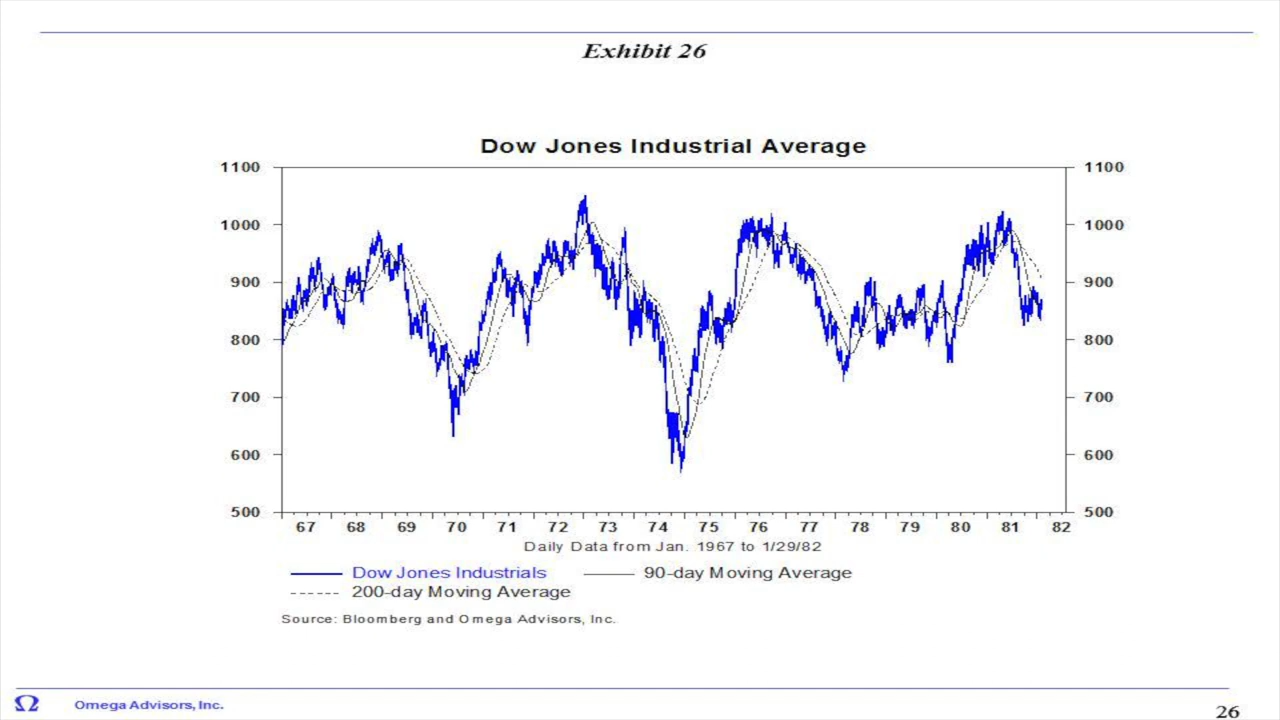 Exhibit 26
Dow Jones Industrial Average
1100 1100
1000 1000
900 900
800 800
700 700
600 600
500 500
67 68 69 70 71 72 73 74 75 76 77 78 79 80 81 82
Daily Data from Jan. 1967 to 1/29/82
Dow Jones Industrials 90-day Moving Average
200-day Moving Average
Source: Bloomberg and Omega Advisors, Inc.
Ω Omega Advisors, Inc.
26